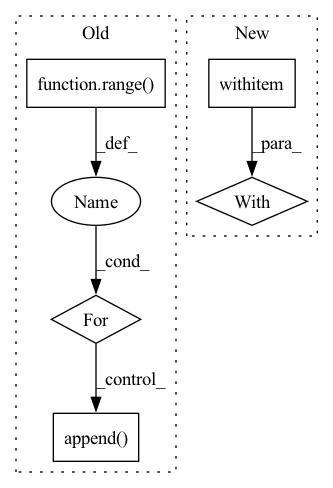 Old
New
function.range()
withitem
_def_
_para_
Name
With
_cond_
For
_control_
append()